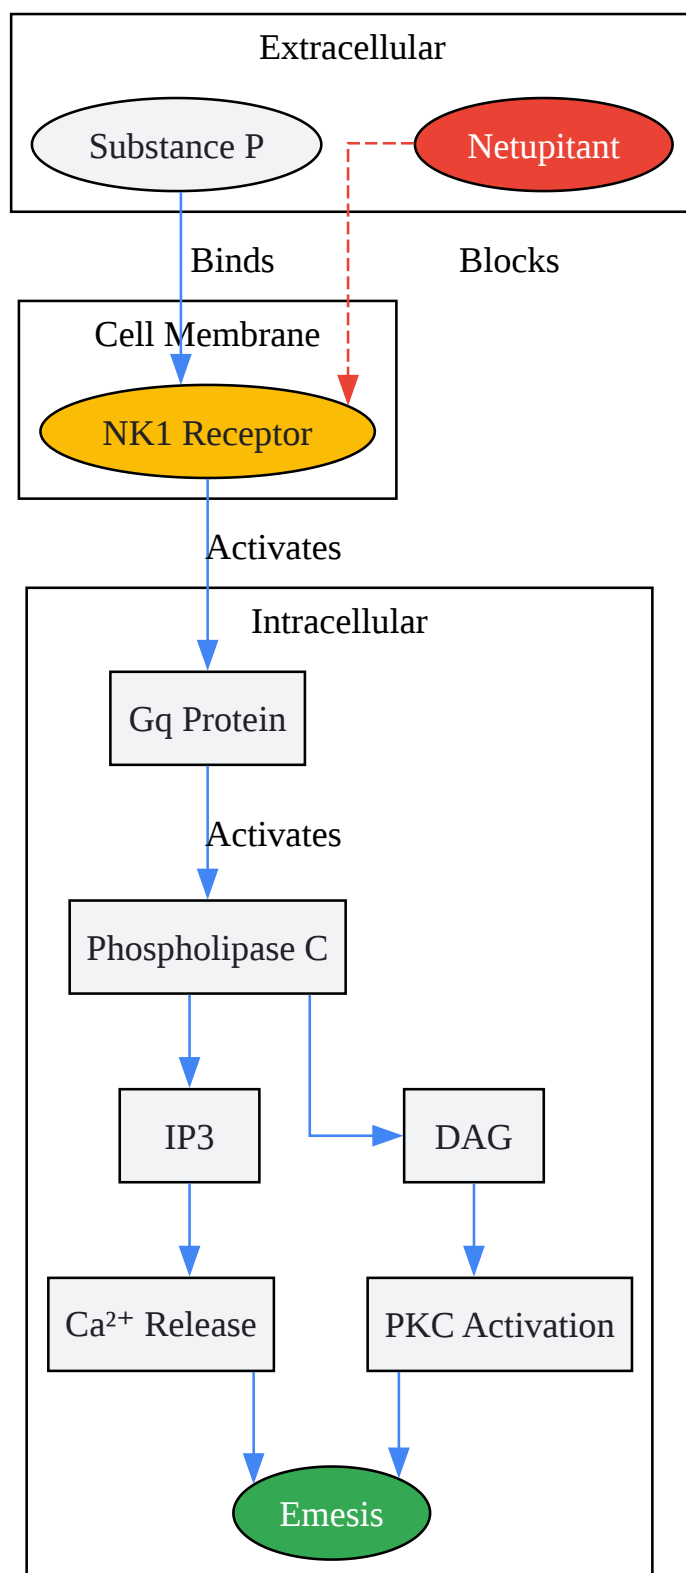 Extracellular
Substance P
Netupitant
Binds
Blocks
Cell Membrane
NK1 Receptor
Activates
Intracellular
Gq Protein
Activates
Phospholipase C
IP3
DAG
Ca²⁺ Release
PKC Activation
Emesis